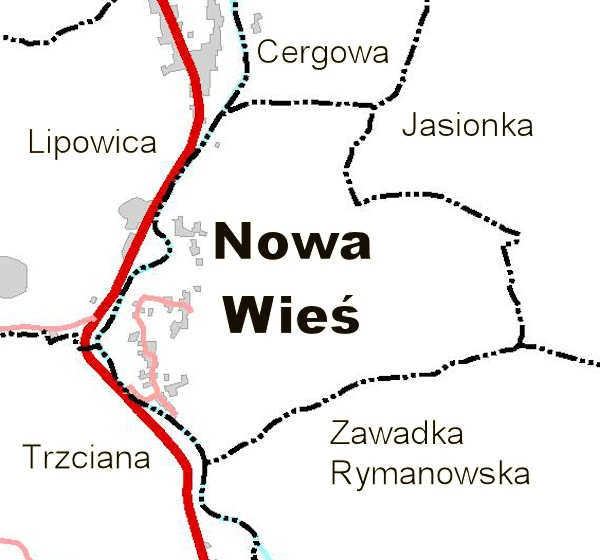 Cergowa
Jasionka
Lipowica
Nowa
Wieś
Zawadka
Rymanowska
Trzciana